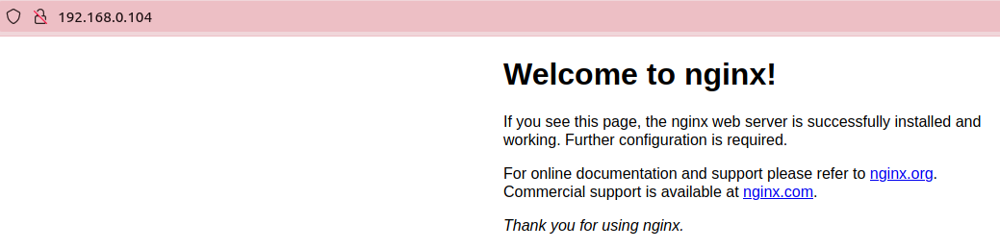 192.168.0.104
Welcome to nginx!
If you see this page, the nginx web server is successfully installed and
working. Further configuration is required.
For online documentation and support please refer to nginx.org.
Commercial support is available at nginx.com.
Thank you for using nginx.